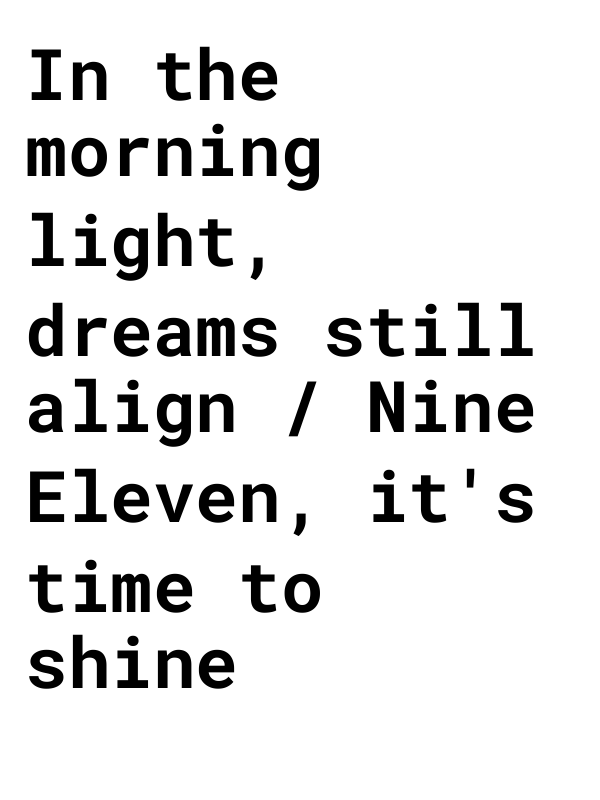 In the
morning
light,
dreams still
align / Nine
Eleven, it's
time to
shine